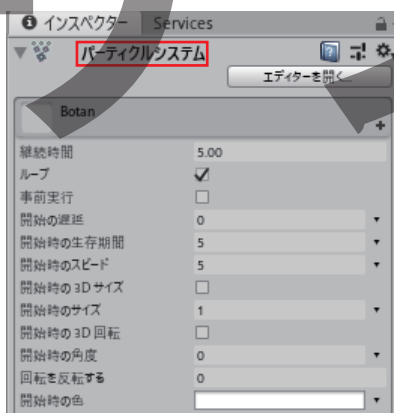 インスペクター Services
パーティクルシステム
エディターを開く...
Botan
継続時間 5.00
ループ
事前実行
開始の遅延 0
開始時の生存期間 5
開始時のスピード 5
開始時の 3D サイズ
開始時のサイズ 1
開始時の 3D 回転
開始時の角度 0
回転を反転する 0
開始時の色